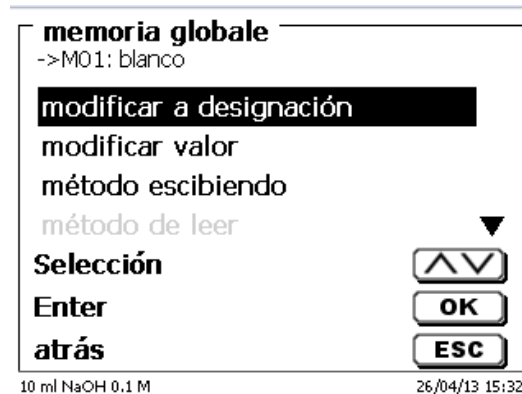 memoria globale
->M01: blanco
modificar a designación
modificar valor
método escibiendo
método de leer
Selección
Enter OK
atrás ESC
10 ml NaOH 0.1 M 26/04/13 15:32